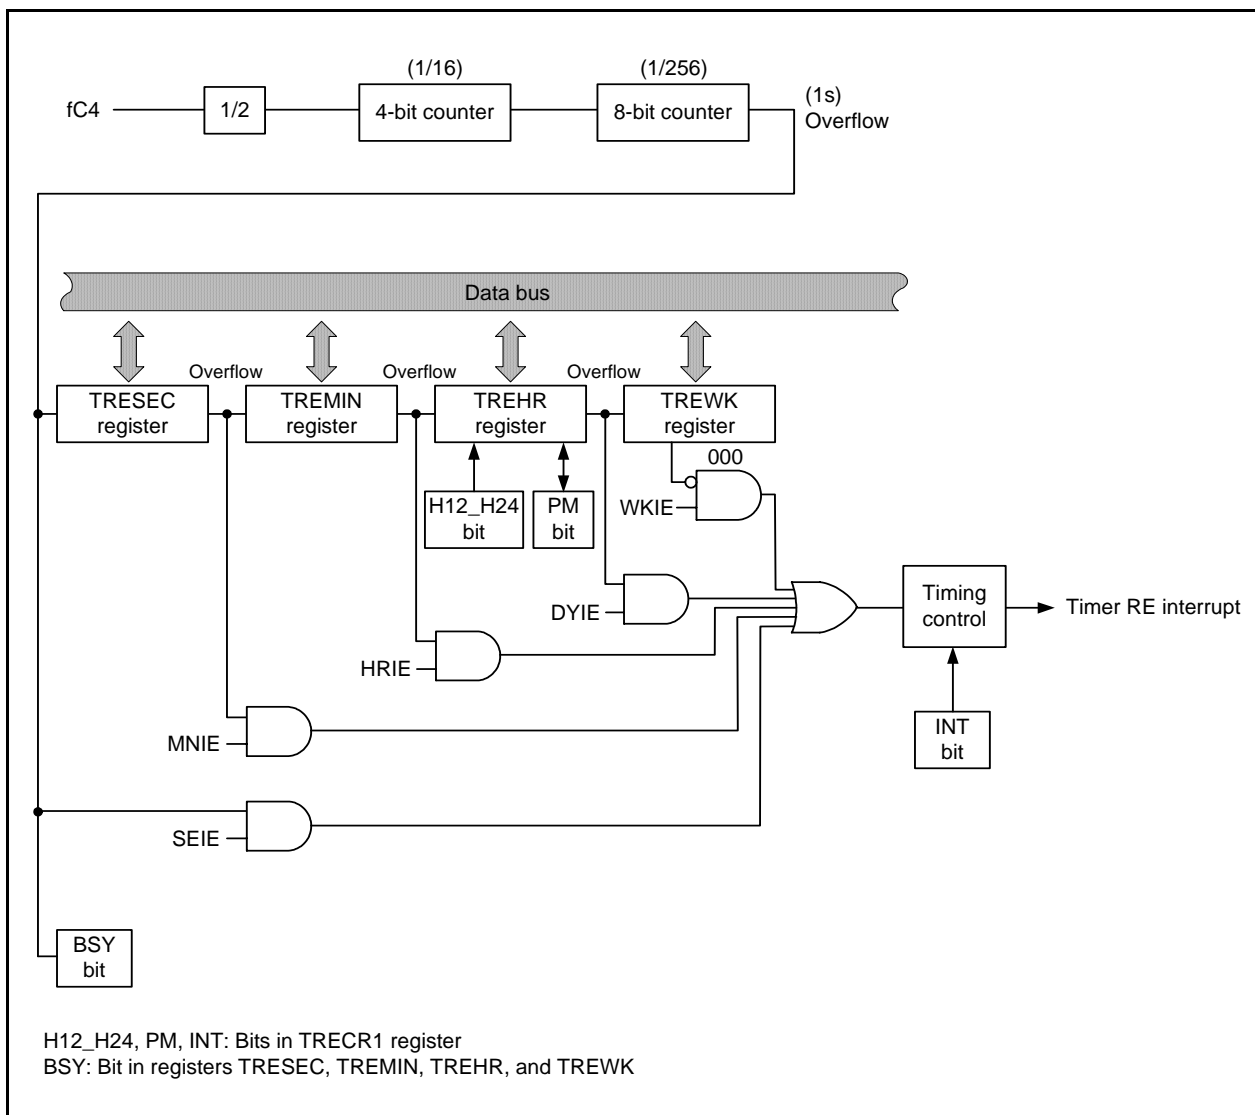 (1/16)
(1/256)
fC4
1/2
4-bit counter
8-bit counter
(1s)
Overflow
Data bus
Overflow
Overflow
Overflow
TRESEC
register
TREMIN
register
TREHR
register
TREWK
register
000
H12_H24
bit
PM
bit
WKIE
Timing
control
Timer RE interrupt
DYIE
HRIE
INT
bit
MNIE
SEIE
BSY
bit
H12_H24, PM, INT: Bits in TRECR1 register
BSY: Bit in registers TRESEC, TREMIN, TREHR, and TREWK